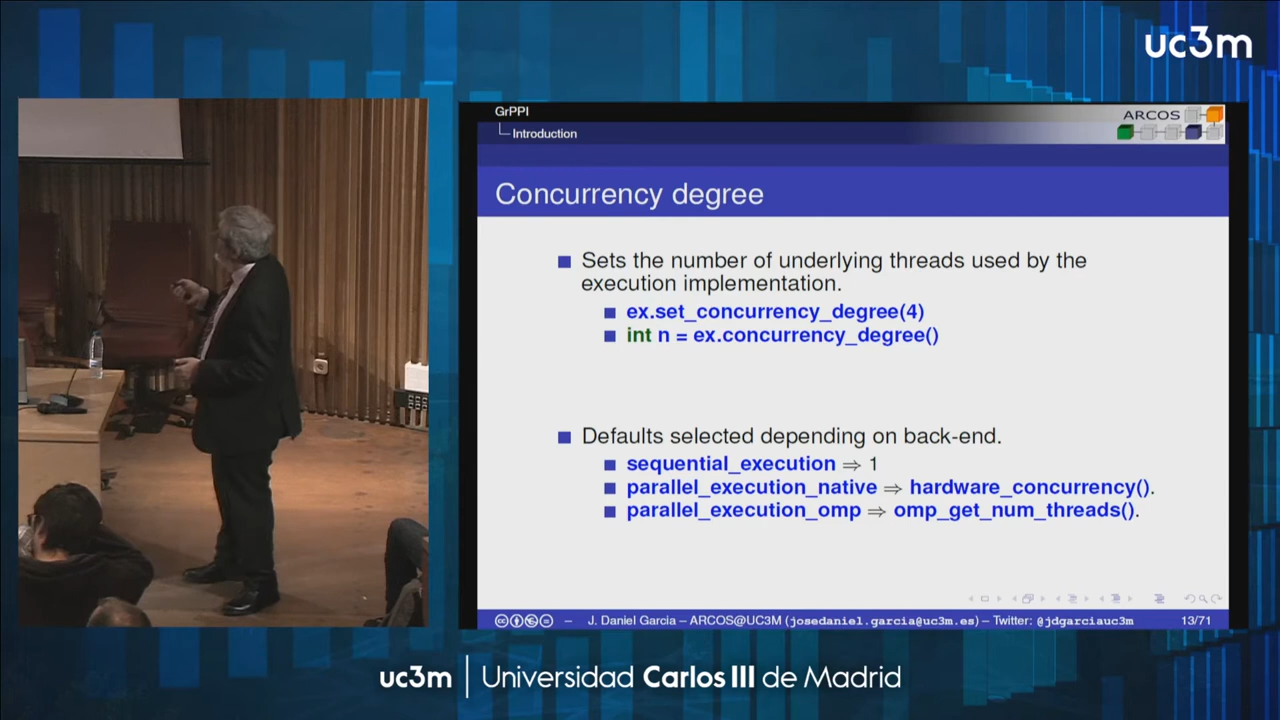 uc3m
GrPPI
Introduction
ARCOS
Concurrency degree
Sets the number of underlying threads used by the
execution implementation.
ex.set_concurrency_degree(4)
int n = ex.concurrency_degree()
Defaults selected depending on back-end.
sequential_execution ⇒ 1
parallel_execution_native ⇒ hardware_concurrency().
parallel_execution_omp ⇒ omp_get_num_threads().
cc – J. Daniel Garcia – ARCOS@UC3M (josedaniel.garcia@uc3m.es) – Twitter: @jdgarciauc3m 13/71
uc3m | Universidad Carlos III de Madrid